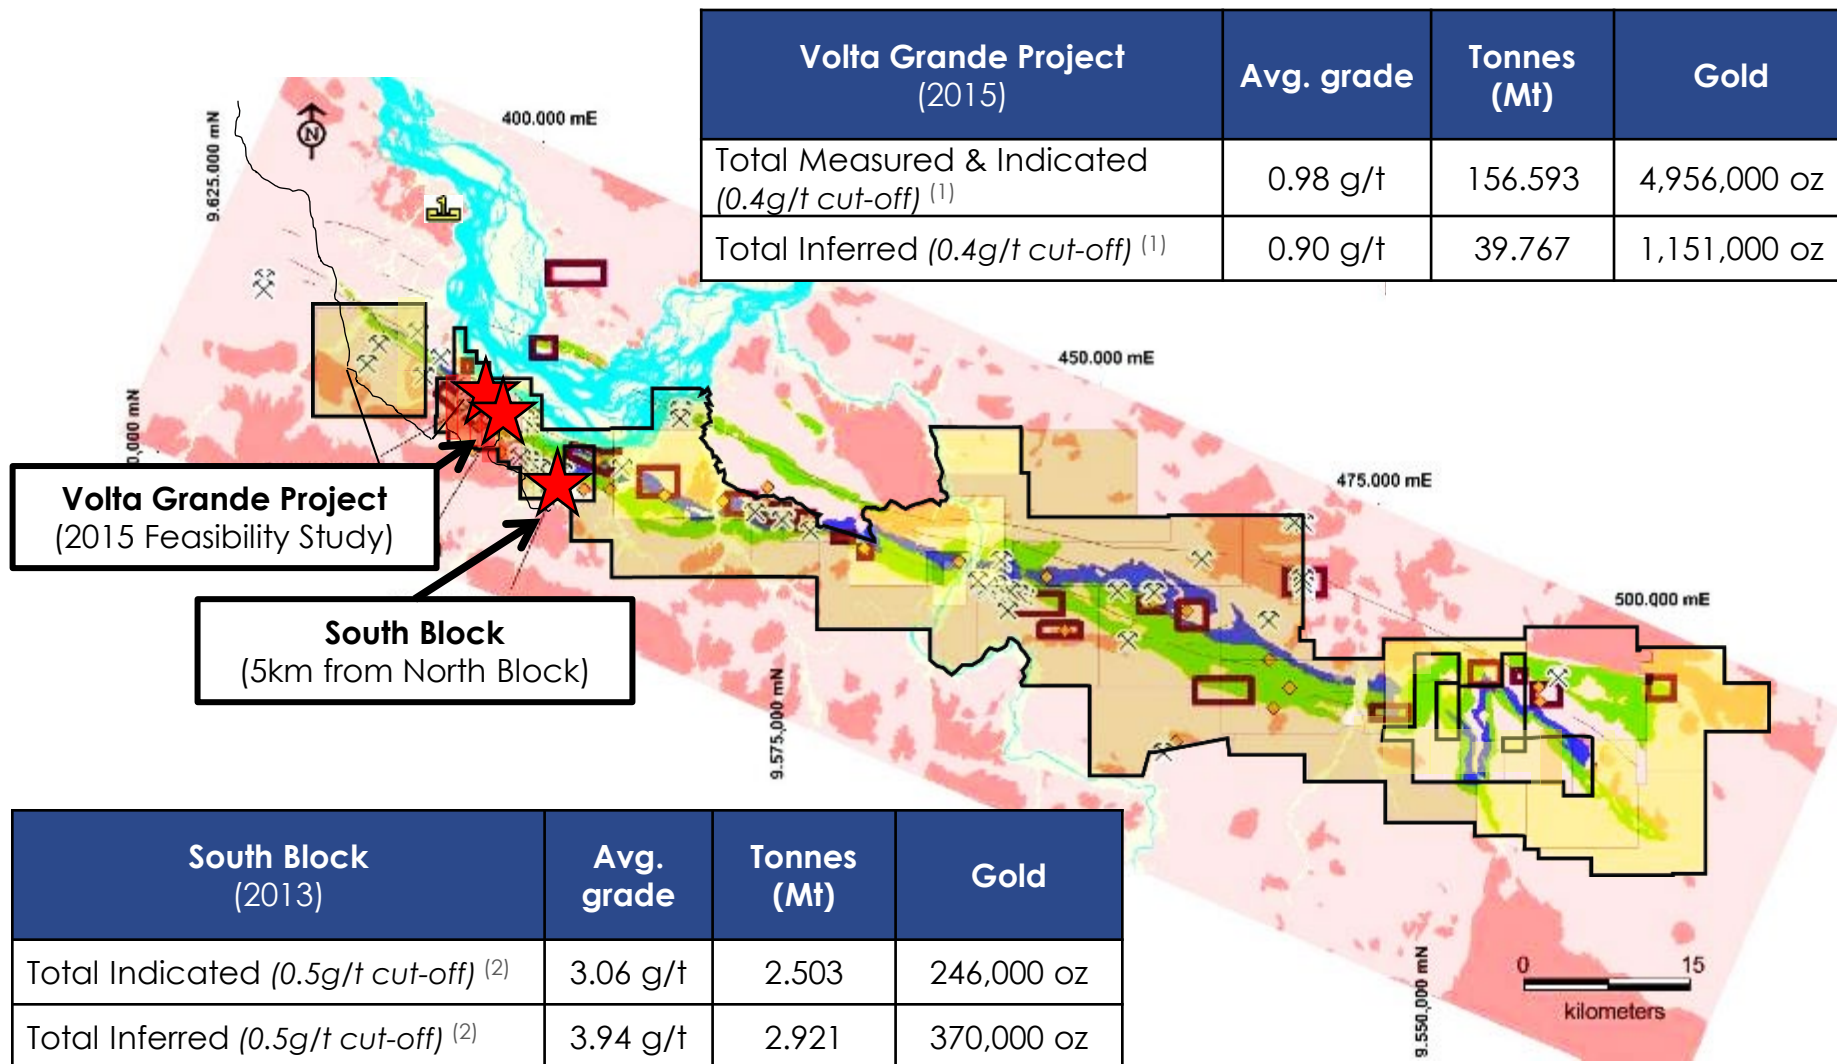 Volta Grande Project
(2015)
Avg. grade
Tonnes
(Mt)
Gold
Total Measured & Indicated
(0.4g/t cut-off) (1)
0.98 g/t
156.593
4,956,000 oz
Total Inferred (0.4g/t cut-off) (1)
0.90 g/t
39.767
1,151,000 oz
N
400.000 mE
9.625.000 mN
1
450.000 mE
0,000 mN
475.000 mE
Volta Grande Project
(2015 Feasibility Study)
500.000 mE
South Block
(5km from North Block)
9.575,000 mN
South Block
(2013)
Avg.
grade
Tonnes
(Mt)
Gold
Total Indicated (0.5g/t cut-off) (2)
3.06 g/t
2.503
246,000 oz
Total Inferred (0.5g/t cut-off) (2)
3.94 g/t
2.921
370,000 oz
9.550,000 mN
0 15
kilometers